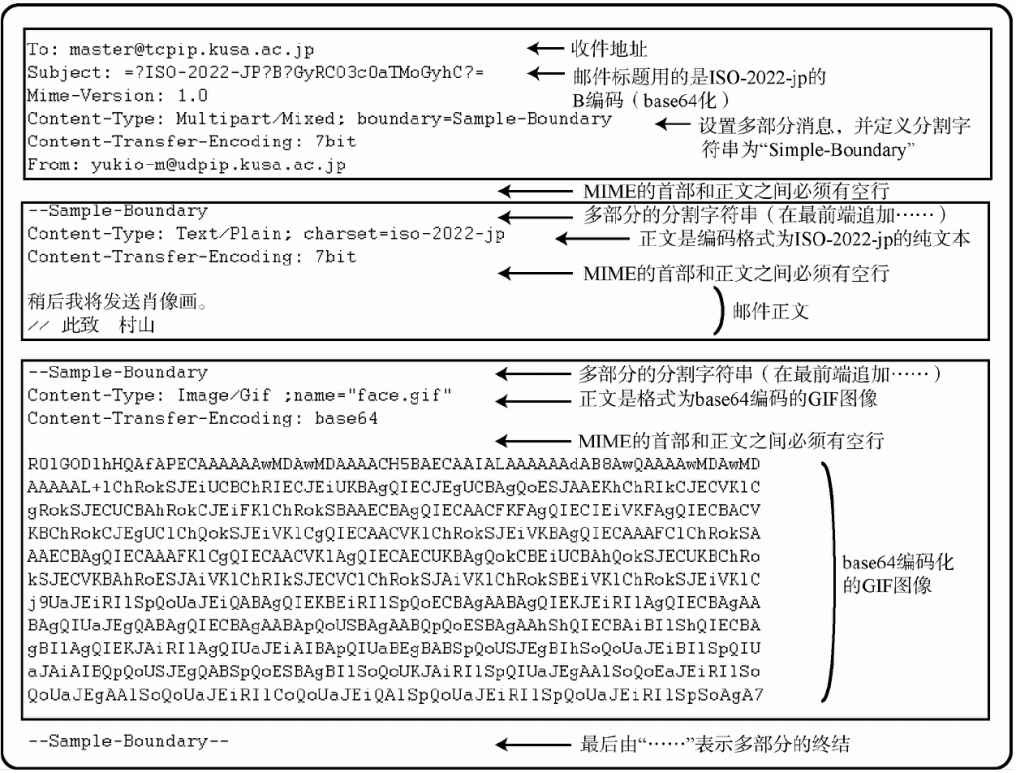 To: master@tcpip.kusa.ac.jp ← 收件地址
Subject: =?ISO-2022-JP?B?GyRCO3c0aTMoGyhC?= ← 邮件标题用的是ISO-2022-jp的
B编码（base64化）
Mime-Version: 1.0
Content-Type: Multipart/Mixed; boundary=Sample-Boundary ← 设置多部分消息，并定义分割字
符串为“Simple-Boundary”
Content-Transfer-Encoding: 7bit
From: yukio-m@udpip.kusa.ac.jp
← MIME的首部和正文之间必须有空行
--Sample-Boundary ← 多部分的分割字符串（在最前端追加……）
Content-Type: Text/Plain; charset=iso-2022-jp ← 正文是编码格式为ISO-2022-jp的纯文本
Content-Transfer-Encoding: 7bit
← MIME的首部和正文之间必须有空行
稍后我将发送肖像画。
// 此致 村山
邮件正文
--Sample-Boundary ← 多部分的分割字符串（在最前端追加……）
Content-Type: Image/Gif ;name="face.gif" ← 正文是格式为base64编码的GIF图像
Content-Transfer-Encoding: base64
← MIME的首部和正文之间必须有空行
R0lGODlhHQAfAPECAAAAAAwMDAwMDAAAACH5BAECAAIALAAAAAAdAB8AwQAAAAwMDAwMD
AAAAAL+lChRokSJEiUCBChRIECJEiUKBAgQIECJEgUCBAgQoESJAAEKhChRIkCJECVKlC
gRokSJECUCBAhRokCJEiFKlChRokSBAAECBAgQIECAACFKFAgQIECIEiVKFAgQIECBACV
KBChRokCJEgUClChQokSJEiVKlCgQIECAACVKlChRokSJEiVKBAgQIECAAAFClChRokSA
AAECBAgQIECAAAFKlCgQIECAACVKlAgQIECAECUKBAgQokCBEiUCBAhQokSJECUKBChRo
kSJECVKBAhRoESJAiVKlChRIkSJECVClChRokSJAiVKlChRokSBEiVKlChRokSJEiVKlC
j9UaJEiRIlSpQoUaJEiQABAgQIEKBEiRIlSpQoECBAgAABAgQIEKJEiRIlAgQIECBAgAA
BAgQIUaJEgQABAgQIECBAgAABApQoUSBAgAABQpQoESBAgAAhShQIECBAiBIlShQIECBA
gBIlAgQIEKJAiRIlAgQIUaJEiAIBApQIUaBEgBABSpQoUSJEgBIhSoQoUaJEiBIlSpQIU
aJAiAIBQpQoUSJEgQABSpQoESBAgBIlSoQoUKJAiRIlSpQIUaJEgAAlSoQoEaJEiRIlSo
QoUaJEgAAlSoQoUaJEiRIlCoQoUaJEiQAlSpQoUaJEiRIlSpQoUaJEiRIlSpSoAgA7
base64编码化
的GIF图像
--Sample-Boundary-- ← 最后由“……”表示多部分的终结